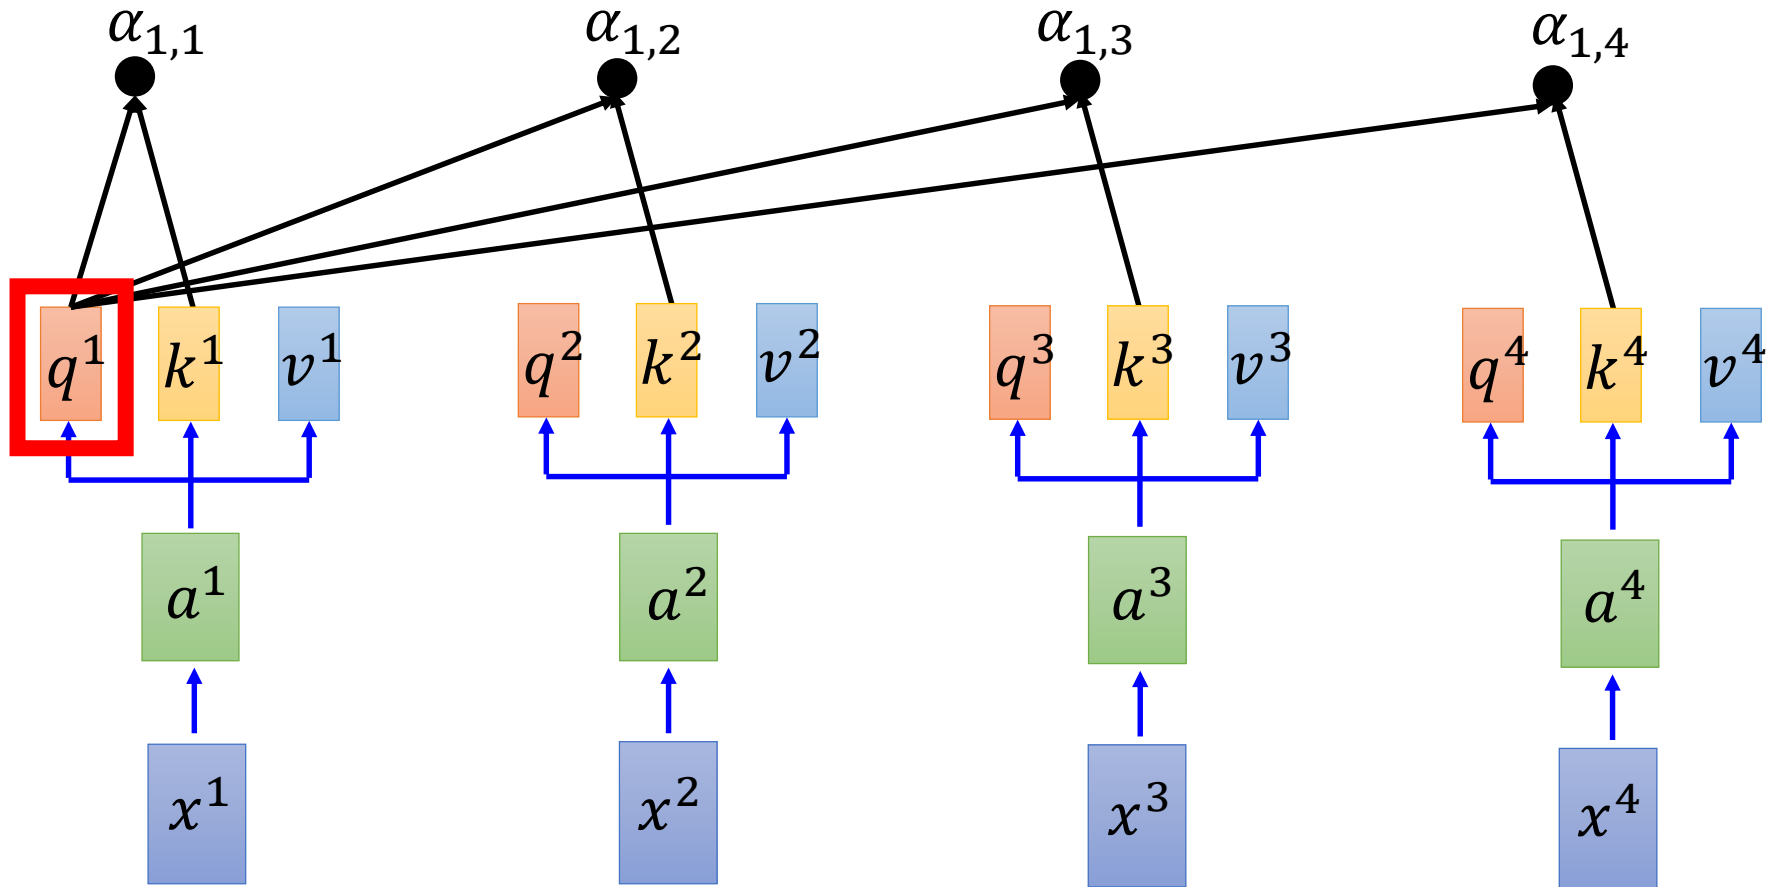 α₁,₁ α₁,₂ α₁,₃ α₁,₄
q¹ k¹ v¹ q² k² v² q³ k³ v³ q⁴ k⁴ v⁴
a¹ a² a³ a⁴
x¹ x² x³ x⁴